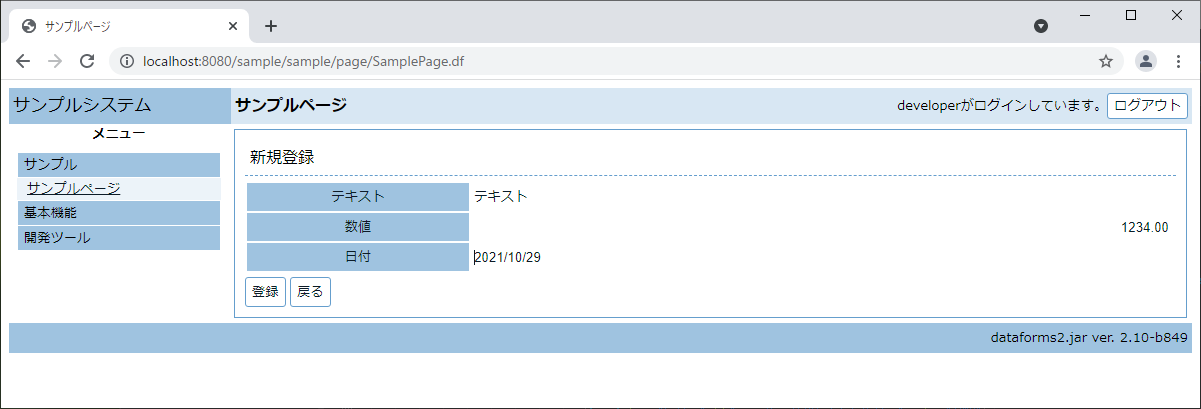 サンプルページ
localhost:8080/sample/sample/page/SamplePage.df
サンプルシステム
サンプルページ
developerがログインしています。 ログアウト
メニュー
サンプル
サンプルページ
基本機能
開発ツール
新規登録
テキスト テキスト
数値 1234.00
日付 2021/10/29
登録 戻る
dataforms2.jar ver. 2.10-b849